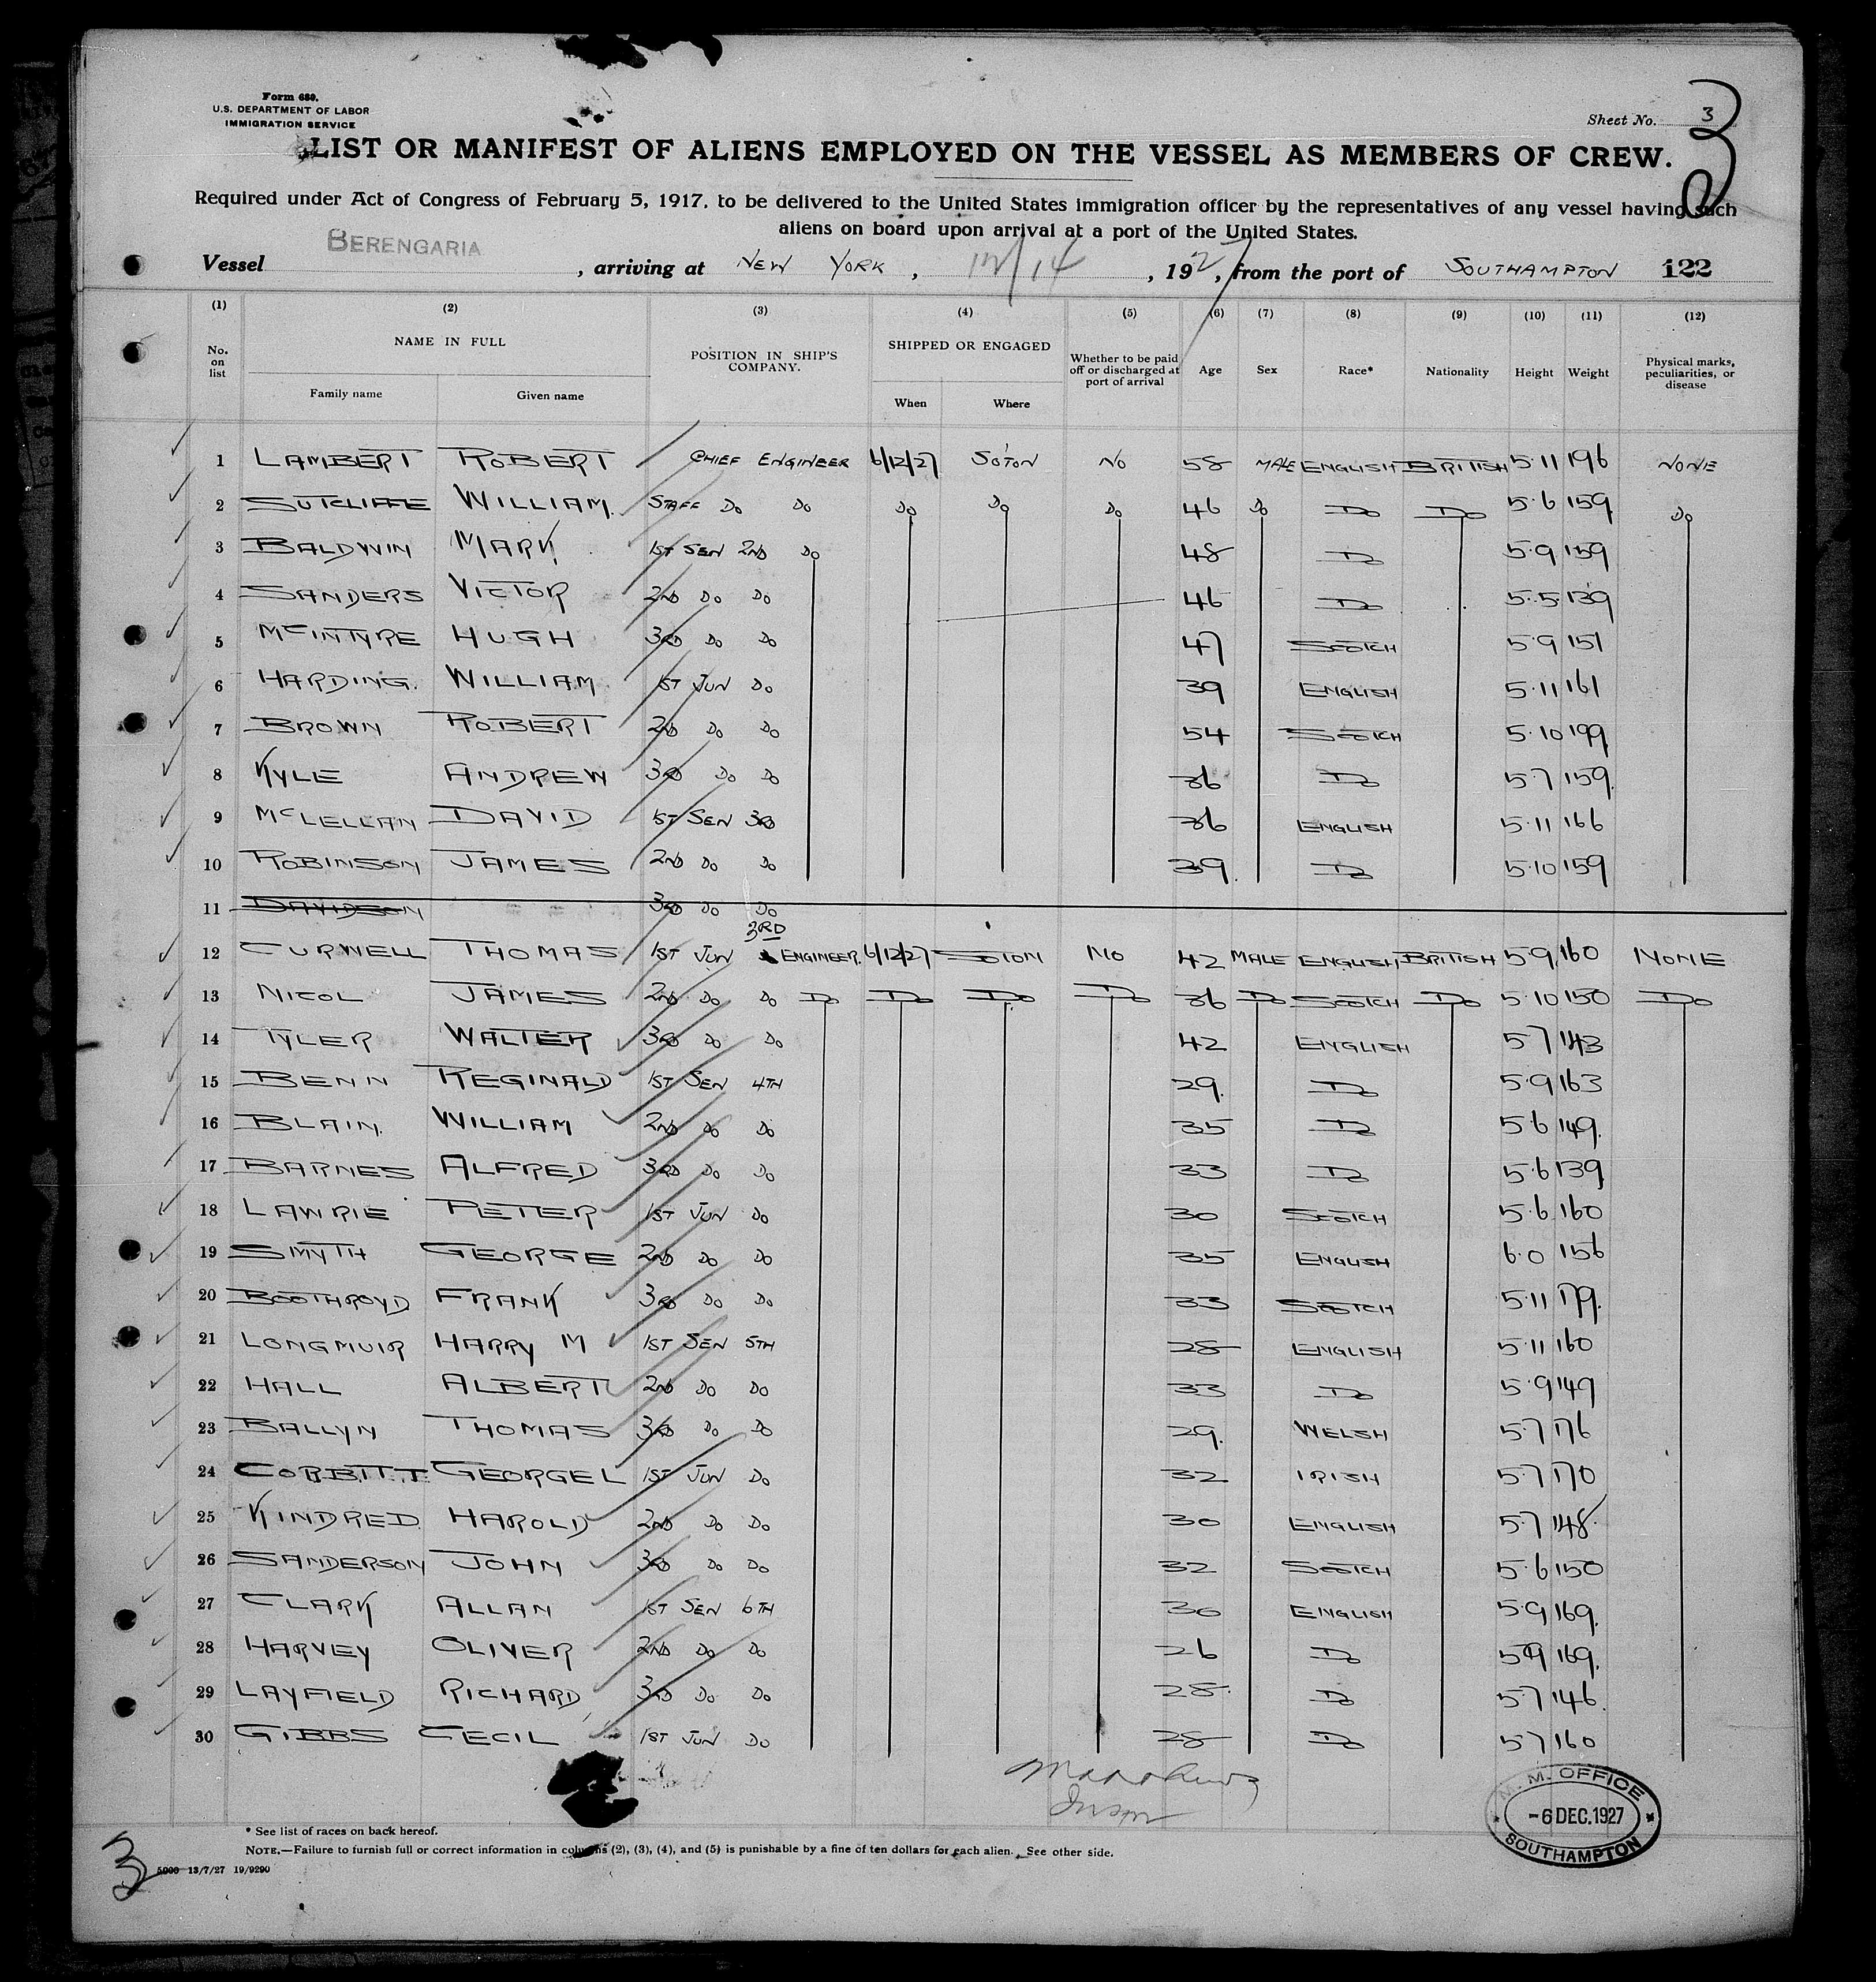 Form 689.
U.S. DEPARTMENT OF LABOR
IMMIGRATION SERVICE
Sheet No. 3
3
LIST OR MANIFEST OF ALIENS EMPLOYED ON THE VESSEL AS MEMBERS OF CREW.
Required under Act of Congress of February 5, 1917, to be delivered to the United States immigration officer by the representatives of any vessel having such
aliens on board upon arrival at a port of the United States.
Vessel BERENGARIA, arriving at NEW YORK, 12/14, 1927, from the port of SOUTHAMPTON 122
(1) (2) (3) (4) (5) (6) (7) (8) (9) (10) (11) (12)
No. on list NAME IN FULL POSITION IN SHIP'S COMPANY. SHIPPED OR ENGAGED Whether to be paid off or discharged at port of arrival Age Sex Race* Nationality Height Weight Physical marks, peculiarities, or disease
Family name Given name When Where
1 LAMBERT ROBERT CHIEF ENGINEER 6/12/27 SO'TON NO 58 MALE ENGLISH BRITISH 5·11 196 NONE
2 SUTCLIFFE WILLIAM. STAFF DO DO DO DO DO 46 DO DO DO 5·6 159 DO
3 BALDWIN MARK 1ST SEN 2ND DO 48 DO 5·9 159
4 SANDERS VICTOR 2ND DO DO 46 DO 5·5 139
5 MCINTYRE HUGH 3RD DO DO 47 SCOTCH 5·9 151
6 HARDING. WILLIAM 1ST JUN DO 39 ENGLISH 5·11 161
7 BROWN ROBERT 2ND DO DO 54 SCOTCH 5·10 199
8 KYLE ANDREW 3RD DO DO 36 DO 5·7 159
9 MCLELLAN DAVID 1ST SEN 3RD 36 ENGLISH 5·11 166
10 ROBINSON JAMES 2ND DO DO 39 DO 5·10 159
11 DAVIDSON 3RD DO DO
12 CURWELL THOMAS 1ST JUN 3RD ENGINEER. 6/12/27 SOTON NO 42 MALE ENGLISH BRITISH 5·9 160 NONE
13 NICOL JAMES 2ND DO DO DO DO DO DO 36 DO SCOTCH DO 5·10 150 DO
14 TYLER WALTER 3RD DO DO 42 ENGLISH 5·7 143
15 BENN REGINALD 1ST SEN 4TH 29. DO 5·9 163
16 BLAIN. WILLIAM 2ND DO DO 35 DO 5·6 149.
17 BARNES ALFRED 3RD DO DO 33 DO 5·6 139
18 LAWRIE PETER 1ST JUN DO 30 SCOTCH 5·6 160
19 SMYTH GEORGE 2ND DO DO 35 ENGLISH 6·0 156
20 BOOTHROYD FRANK 3RD DO DO 33 SCOTCH 5·11 179.
21 LONGMUIR HARRY M 1ST SEN 5TH 28 ENGLISH 5·11 160
22 HALL ALBERT 2ND DO DO 33 DO 5·9 149
23 BALLYN THOMAS 3RD DO DO 29. WELSH 5·7 176
24 CORBITT GEORGE L 1ST JUN DO 32 IRISH 5·7 170
25 KINDRED. HAROLD 2ND DO DO 30 ENGLISH 5·7 148·
26 SANDERSON JOHN 3RD DO DO 32 SCOTCH 5·6 150
27 CLARK ALLAN 1ST SEN 6TH 36 ENGLISH 5·9 169.
28 HARVEY OLIVER 2ND DO DO 26 DO 5·9 169.
29 LAYFIELD RICHARD 3RD DO DO 28· DO 5·7 146.
30 GIBBS CECIL 1ST JUN DO 28 DO 5·7 160
M. M. OFFICE
-6 DEC. 1927
SOUTHAMPTON
* See list of races on back hereof.
NOTE.—Failure to furnish full or correct information in columns (2), (3), (4), and (5) is punishable by a fine of ten dollars for each alien. See other side.
3
5000 13/7/27 19/9290